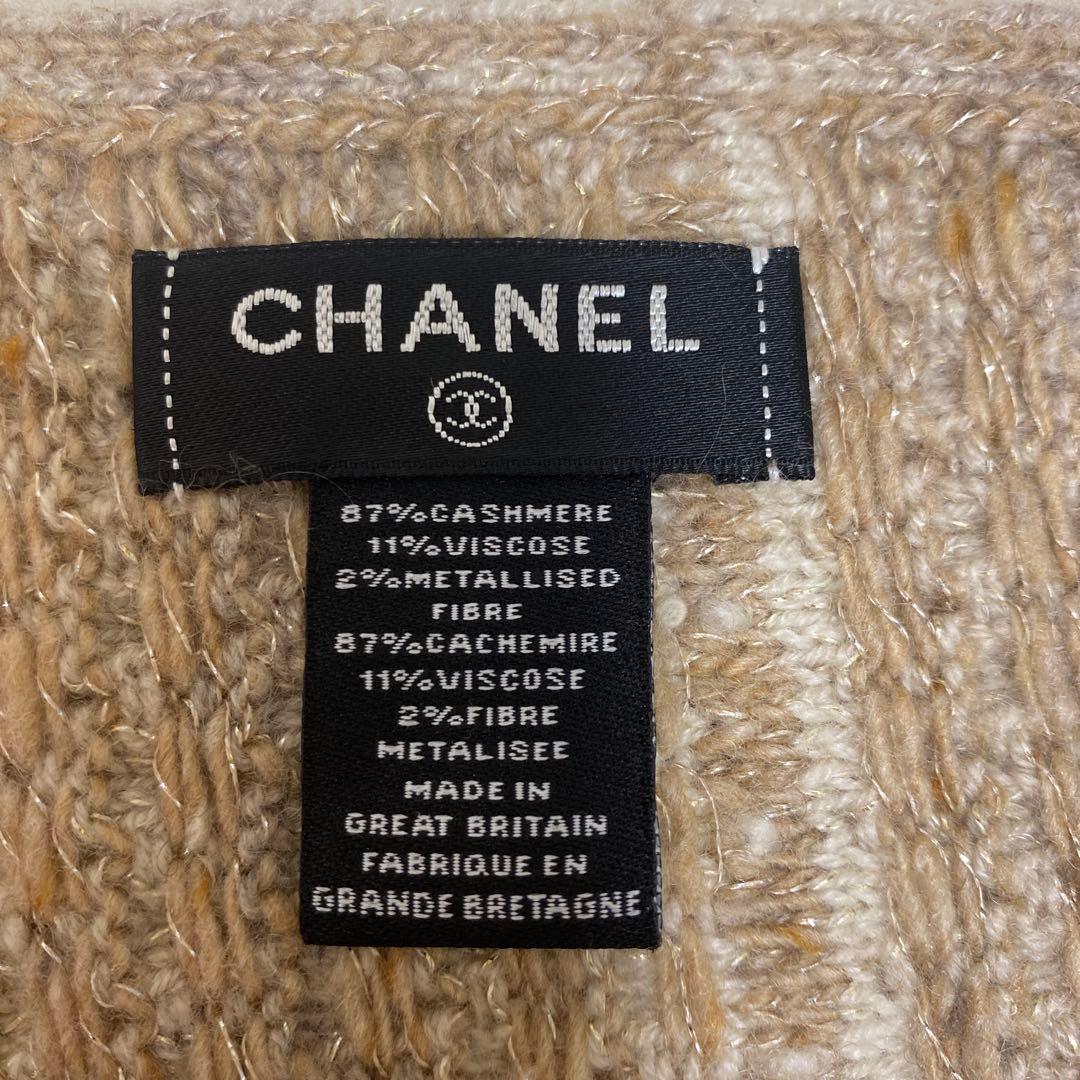 CHANEL
87%CASHMERE
11%VISCOSE
2%METALLISED
FIBRE
87%CACHEMIRE
11%VISCOSE
2%FIBRE
METALISEE
MADE IN
GREAT BRITAIN
FABRIQUE EN
GRANDE BRETAGNE